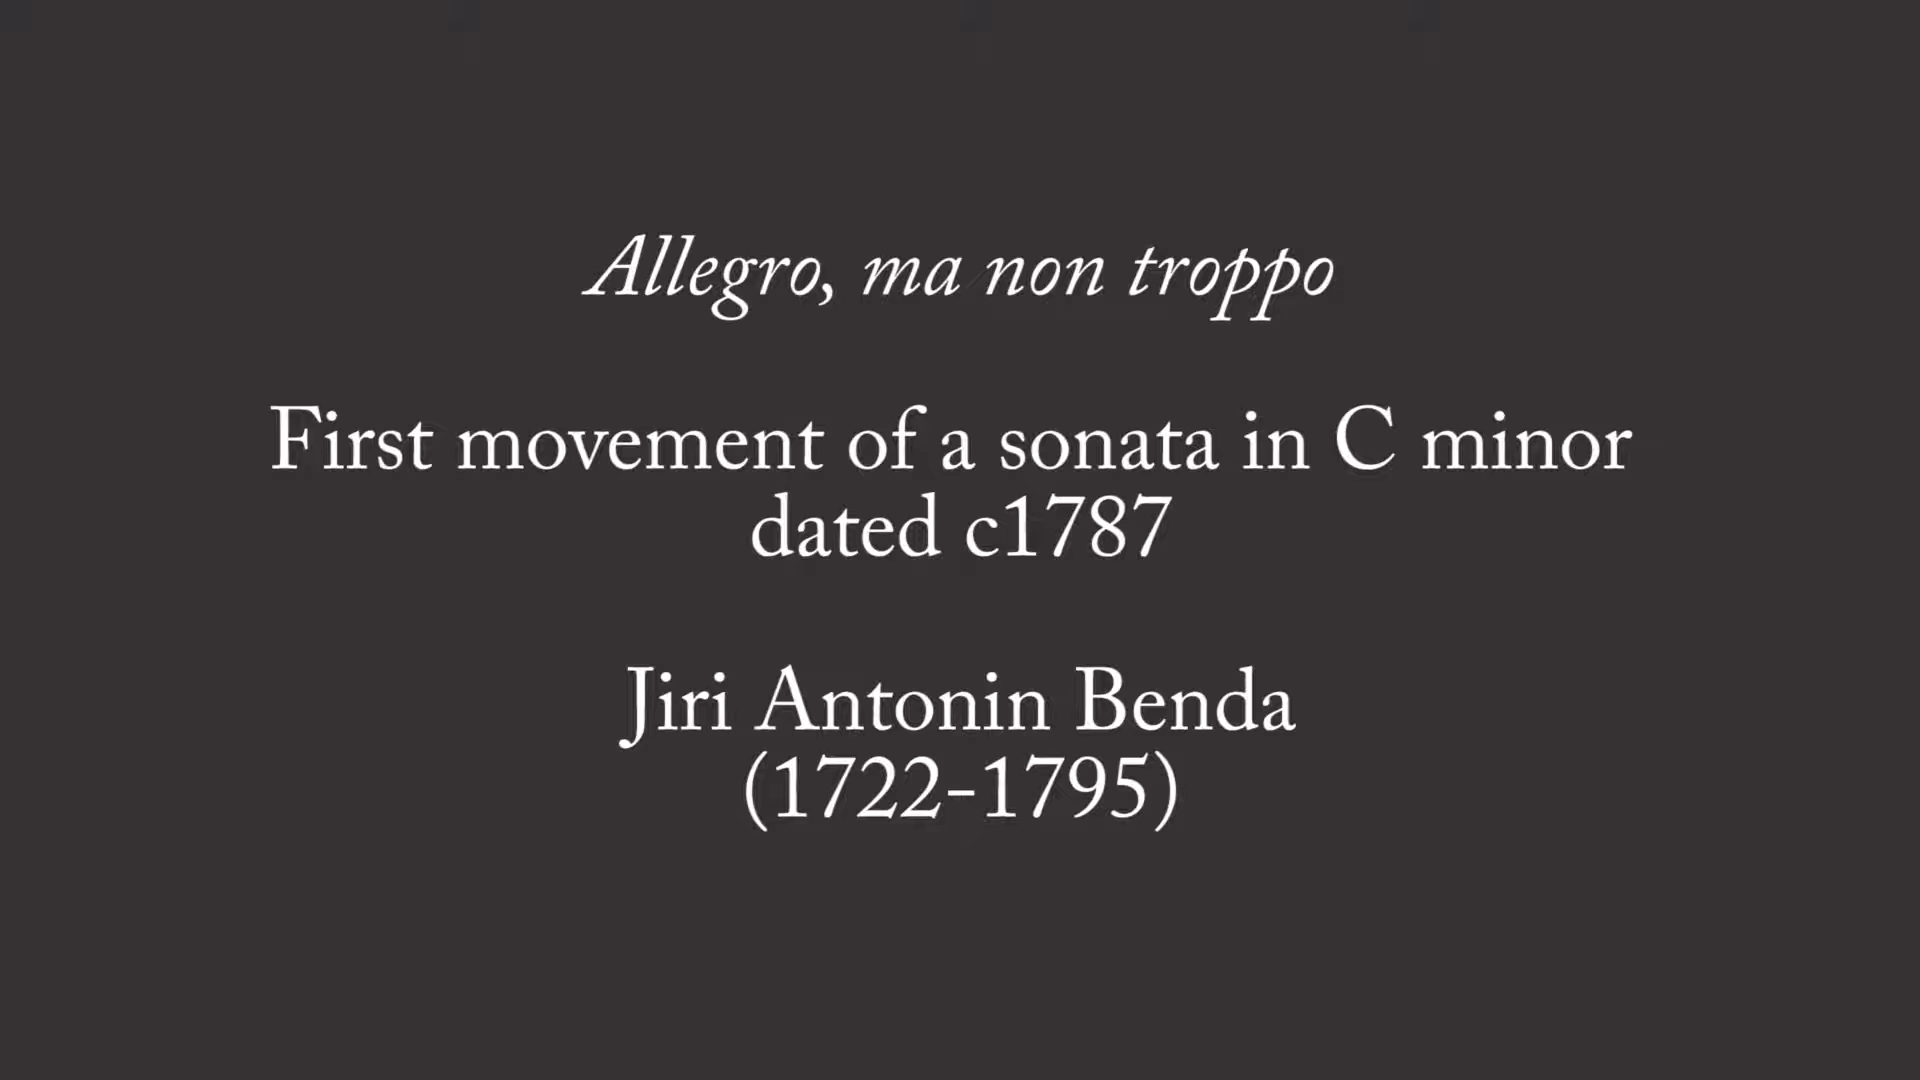 Allegro, ma non troppo
First movement of a sonata in C minor
dated c1787
Jiri Antonin Benda
(1722-1795)